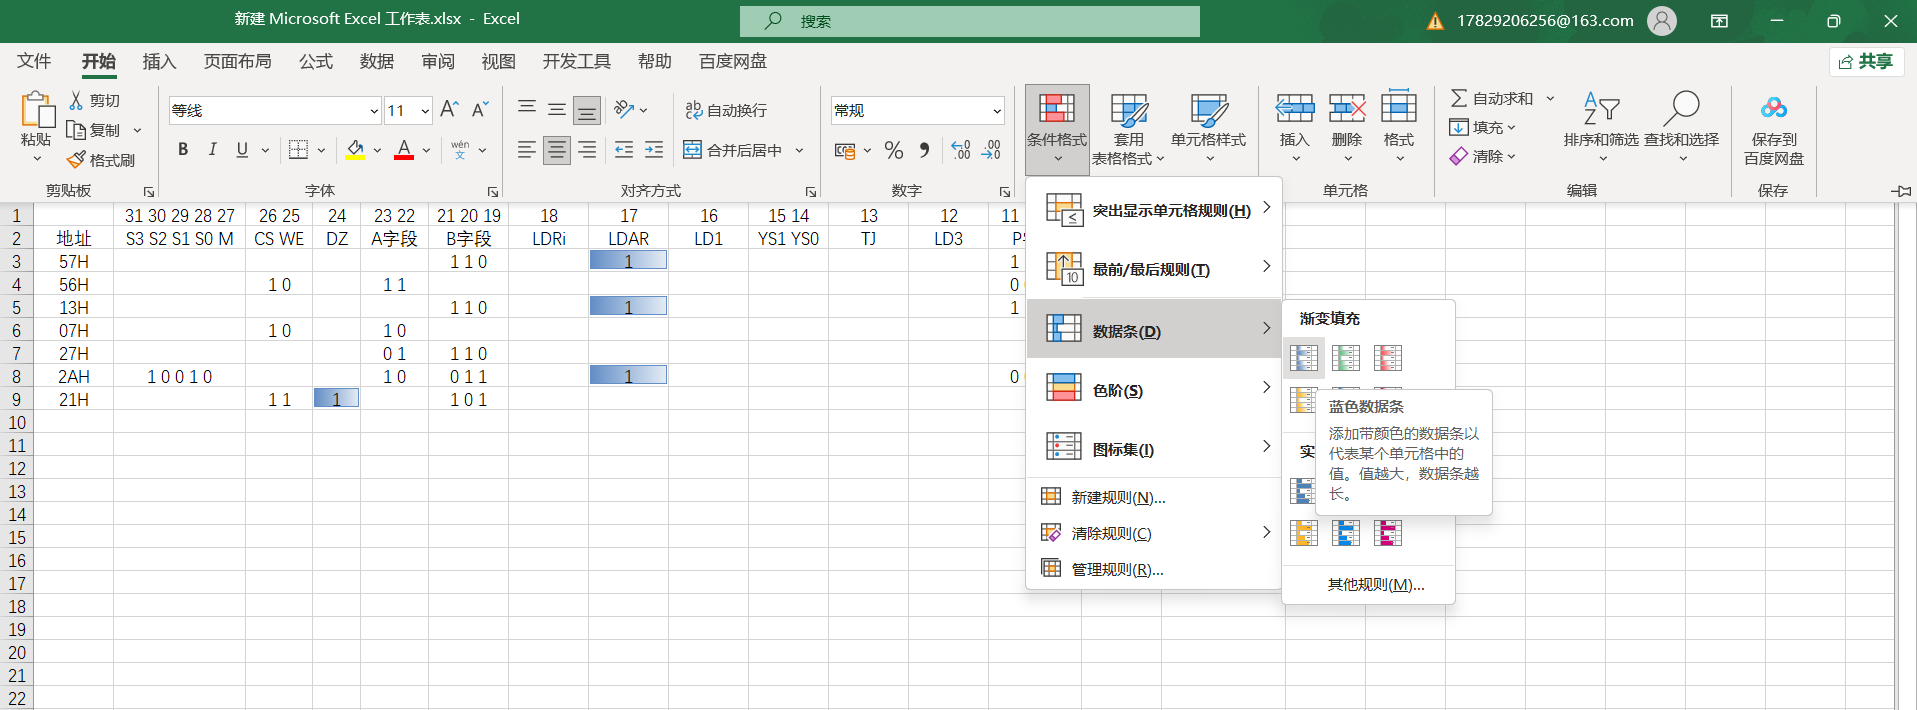 新建 Microsoft Excel 工作表.xlsx - Excel
搜索
17829206256@163.com
文件 开始 插入 页面布局 公式 数据 审阅 视图 开发工具 帮助 百度网盘
共享
粘贴
剪切
复制
格式刷
剪贴板
等线 11
B I U
A
wén 文
字体
自动换行
合并后居中
对齐方式
常规
%
数字
条件格式
套用
表格格式
单元格样式
插入 删除 格式
单元格
自动求和
填充
清除
排序和筛选
查找和选择
编辑
保存到
百度网盘
保存
1 31 30 29 28 27 26 25 24 23 22 21 20 19 18 17 16 15 14 13 12 11
2 地址 S3 S2 S1 S0 M CS WE DZ A字段 B字段 LDRi LDAR LD1 YS1 YS0 TJ LD3 P
3 57H 1 1 0 1 1
4 56H 1 0 1 1 0
5 13H 1 1 0 1 1
6 07H 1 0 1 0
7 27H 0 1 1 1 0
8 2AH 1 0 0 1 0 1 0 0 1 1 1 0
9 21H 1 1 1 1 0 1
10
11
12
13
14
15
16
17
18
19
20
21
22
突出显示单元格规则(H)
最前/最后规则(T)
数据条(D)
色阶(S)
图标集(I)
新建规则(N)...
清除规则(C)
管理规则(R)...
渐变填充
蓝色数据条
添加带颜色的数据条以
代表某个单元格中的
值。值越大，数据条越
长。
实
其他规则(M)...